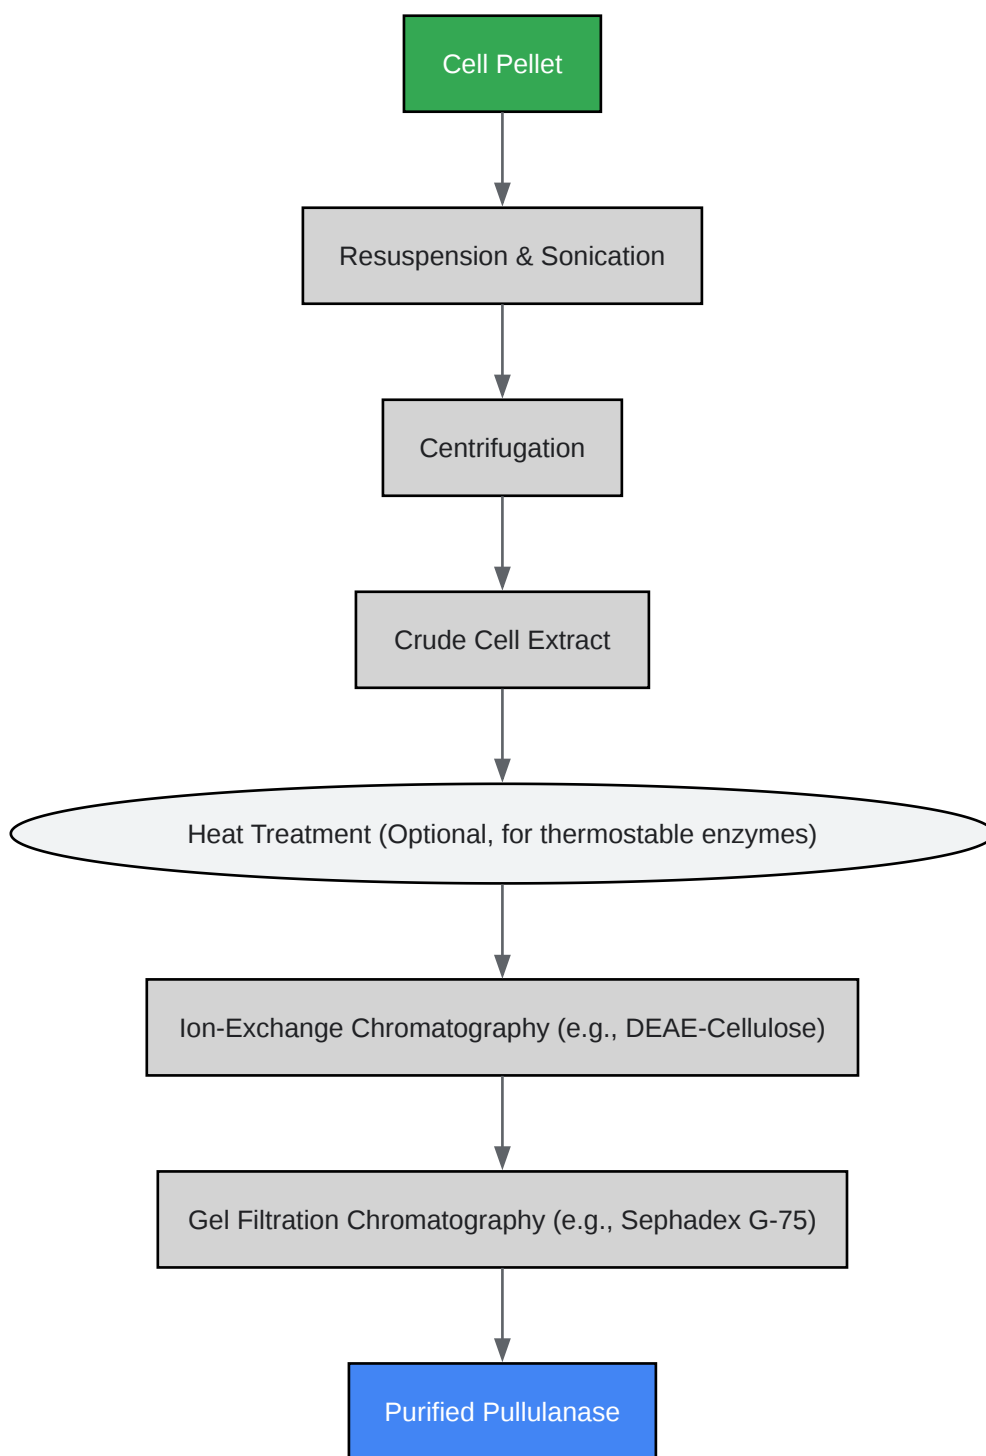 Cell Pellet
Resuspension & Sonication
Centrifugation
Crude Cell Extract
Heat Treatment (Optional, for thermostable enzymes)
Ion-Exchange Chromatography (e.g., DEAE-Cellulose)
Gel Filtration Chromatography (e.g., Sephadex G-75)
Purified Pullulanase